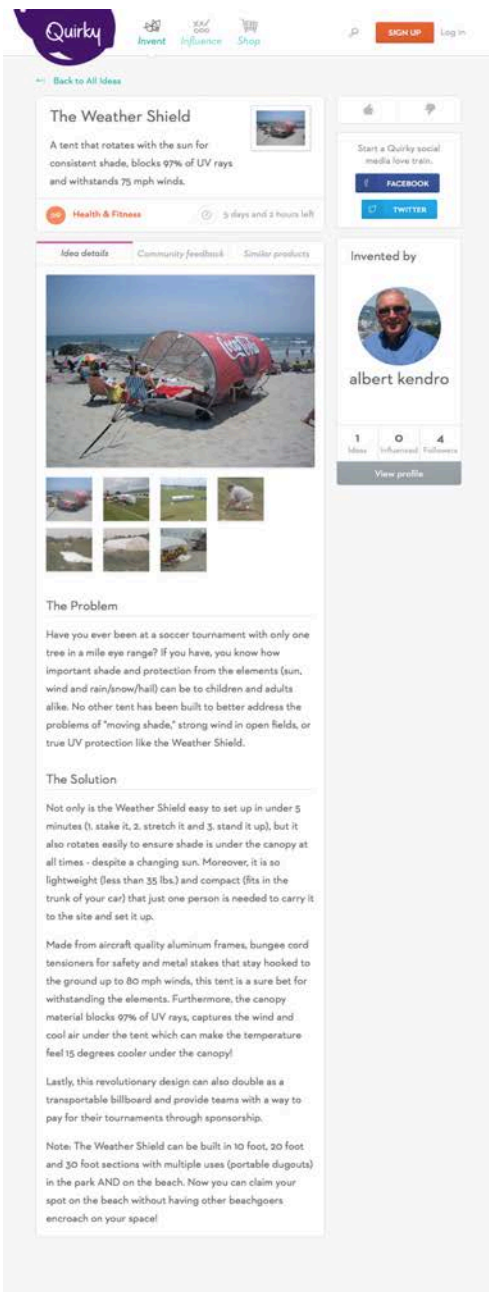 Quirky
Invent
Influence
Shop
SIGN UP
Log in
Back to All Ideas
The Weather Shield
A tent that rotates with the sun for
consistent shade, blocks 97% of UV rays
and withstands 75 mph winds.
Health & Fitness
5 days and 2 hours left
Start a Quirky social
media love train.
FACEBOOK
TWITTER
Idea details
Community feedback
Similar products
Coca-Cola
Invented by
albert kendro
1
Ideas
0
Influenced
4
Followers
View profile
The Problem
Have you ever been at a soccer tournament with only one
tree in a mile eye range? If you have, you know how
important shade and protection from the elements (sun,
wind and rain/snow/hail) can be to children and adults
alike. No other tent has been built to better address the
problems of "moving shade," strong wind in open fields, or
true UV protection like the Weather Shield.
The Solution
Not only is the Weather Shield easy to set up in under 5
minutes (1. stake it, 2. stretch it and 3. stand it up), but it
also rotates easily to ensure shade is under the canopy at
all times - despite a changing sun. Moreover, it is so
lightweight (less than 35 lbs.) and compact (fits in the
trunk of your car) that just one person is needed to carry it
to the site and set it up.
Made from aircraft quality aluminum frames, bungee cord
tensioners for safety and metal stakes that stay hooked to
the ground up to 80 mph winds, this tent is a sure bet for
withstanding the elements. Furthermore, the canopy
material blocks 97% of UV rays, captures the wind and
cool air under the tent which can make the temperature
feel 15 degrees cooler under the canopy!
Lastly, this revolutionary design can also double as a
transportable billboard and provide teams with a way to
pay for their tournaments through sponsorship.
Note: The Weather Shield can be built in 10 foot, 20 foot
and 30 foot sections with multiple uses (portable dugouts)
in the park AND on the beach. Now you can claim your
spot on the beach without having other beachgoers
encroach on your space!